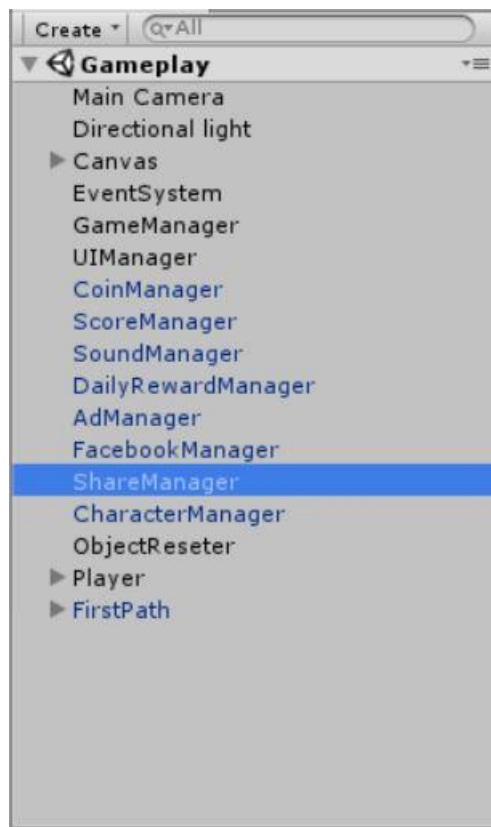 Create All
Gameplay
Main Camera
Directional light
Canvas
EventSystem
GameManager
UIManager
CoinManager
ScoreManager
SoundManager
DailyRewardManager
AdManager
FacebookManager
ShareManager
CharacterManager
ObjectReseter
Player
FirstPath